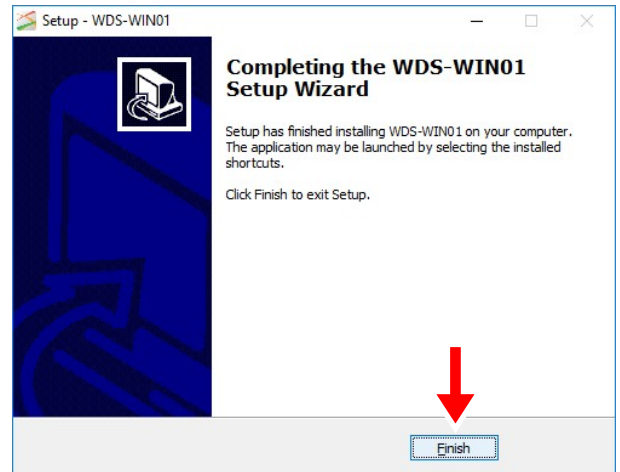 Setup - WDS-WIN01
Completing the WDS-WIN01
Setup Wizard
Setup has finished installing WDS-WIN01 on your computer.
The application may be launched by selecting the installed
shortcuts.
Click Finish to exit Setup.
Finish